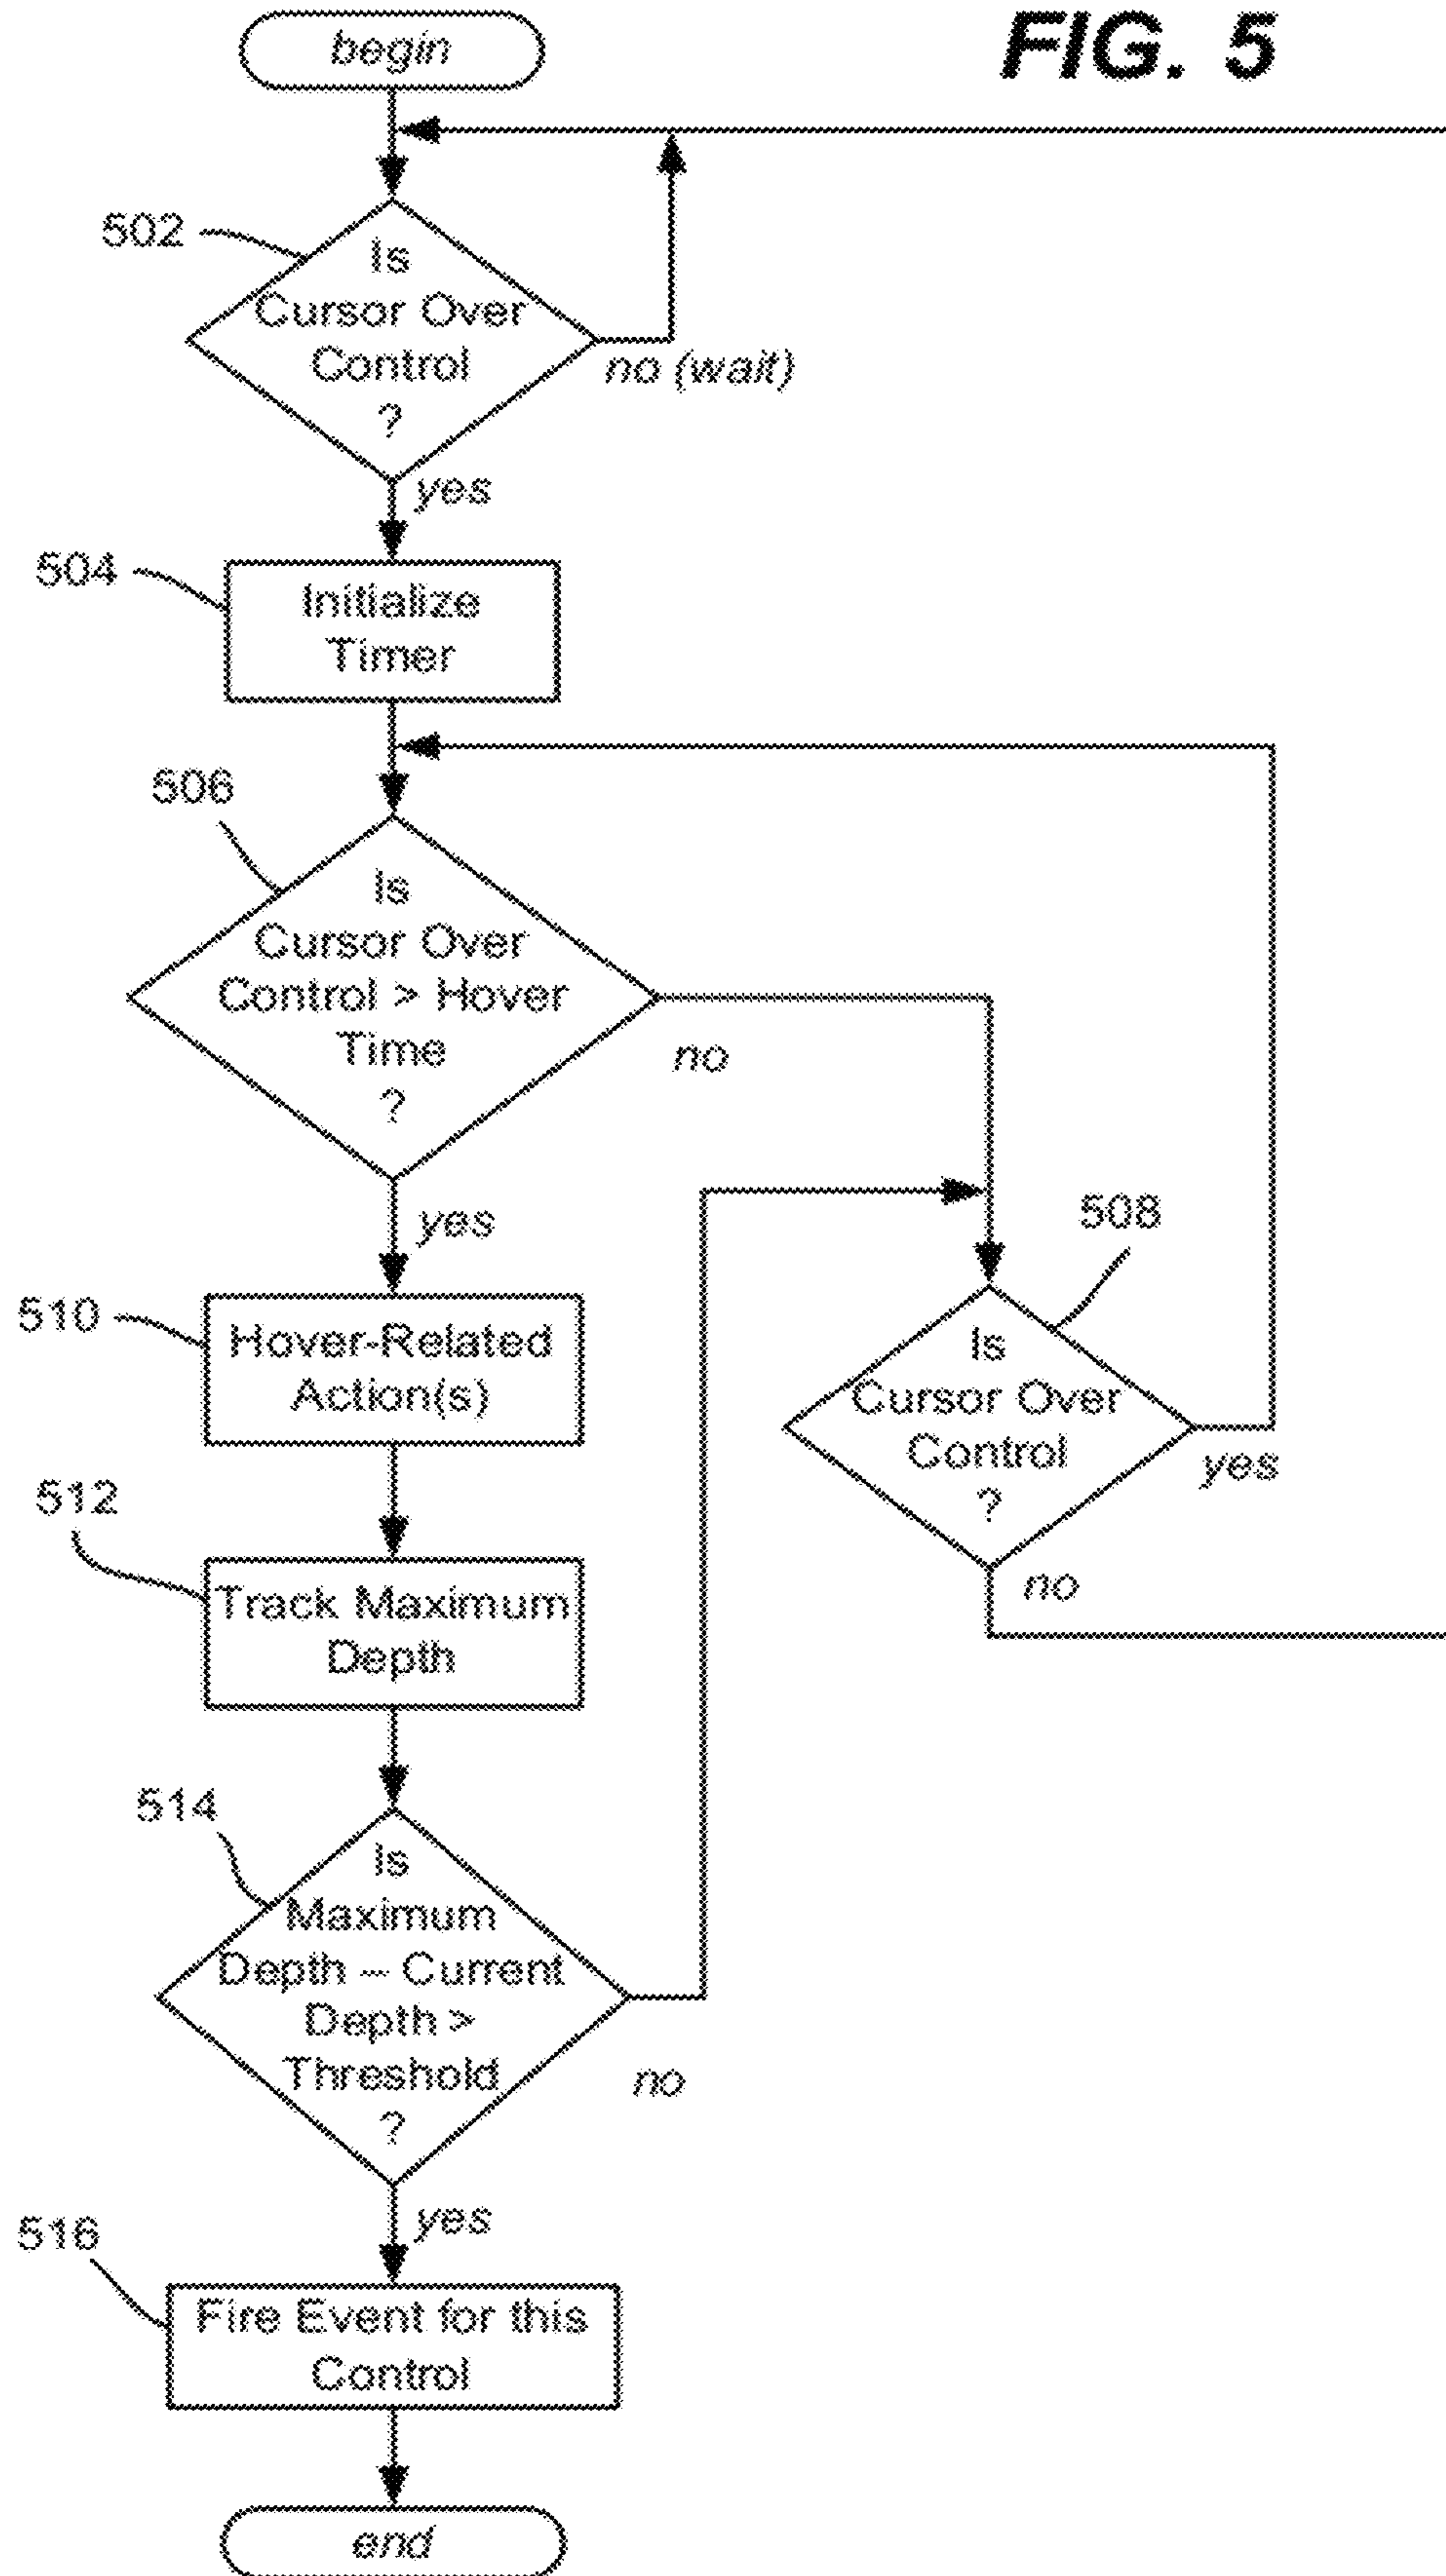 FIG. 5
begin
502
Is
Cursor Over
Control
?
no (wait)
yes
504
Initialize
Timer
506
Is
Cursor Over
Control > Hover
Time
?
no
yes
508
Is
Cursor Over
Control
?
yes
no
510
Hover-Related
Action(s)
512
Track Maximum
Depth
514
Is
Maximum
Depth – Current
Depth >
Threshold
?
no
yes
516
Fire Event for this
Control
end